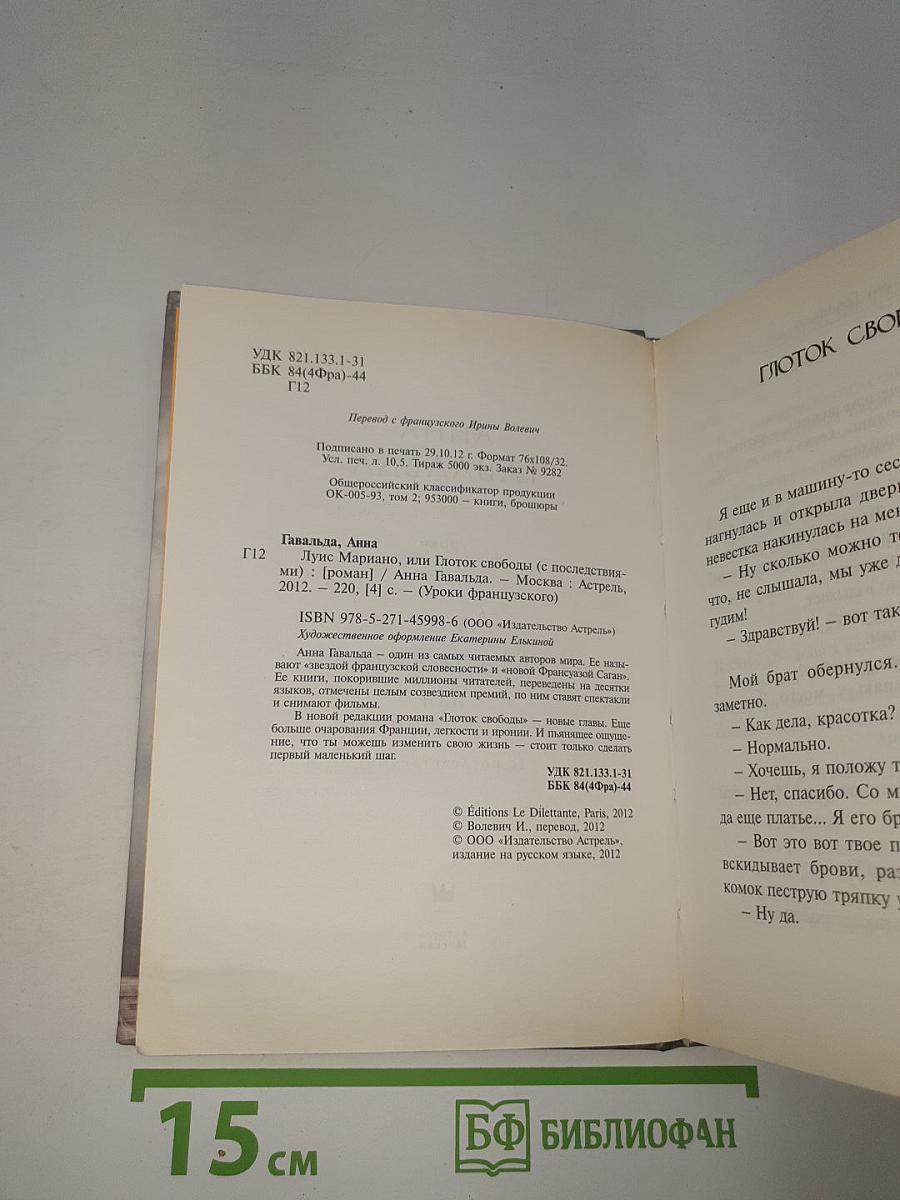 УДК 821.133.1-31
ББК 84(4Фра)-44
Г12
Перевод с французского Ирины Волевич
Подписано в печать 29.10.12 г. Формат 76х108/32.
Усл. печ. л. 10,5. Тираж 5000 экз. Заказ № 9282
Общероссийский классификатор продукции
ОК-005-93, том 2; 953000 – книги, брошюры
Гавальда, Анна
Г12 Луис Мариано, или Глоток свободы (с последствия-
ми) : [роман] / Анна Гавальда. – Москва : Астрель,
2012. – 220, [4] с. – (Уроки французского)
ISBN 978-5-271-45998-6 (ООО «Издательство Астрель»)
Художественное оформление Екатерины Елькиной
Анна Гавальда – один из самых читаемых авторов мира. Ее назы-
вают «звездой французской словесности» и «новой Франсуазой Саган».
Ее книги, покорившие миллионы читателей, переведены на десятки
языков, отмечены целым созвездием премий, по ним ставят спектакли
и снимают фильмы.
В новой редакции романа «Глоток свободы» — новые главы. Еще
больше очарования Франции, легкости и иронии. И пьянящее ощуще-
ние, что ты можешь изменить свою жизнь — стоит только сделать
первый маленький шаг.
УДК 821.133.1-31
ББК 84(4Фра)-44
© Éditions Le Dilettante, Paris, 2012
© Волевич И., перевод, 2012
© ООО «Издательство Астрель»,
издание на русском языке, 2012
ГЛОТОК СВО
Я еще и в машину-то сес
нагнулась и открыла двер
невестка накинулась на мен
– Ну сколько можно т
что, не слышала, мы уже д
гудим!
– Здравствуй! – вот так
Мой брат обернулся.
заметно.
– Как дела, красотка?
– Нормально.
– Хочешь, я положу т
– Нет, спасибо. Со м
да еще платье... Я его бр
– Вот это вот твое п
вскидывает брови, раз
комок пеструю тряпку у
– Ну да.
15 см
БФ БИБЛИОФАН